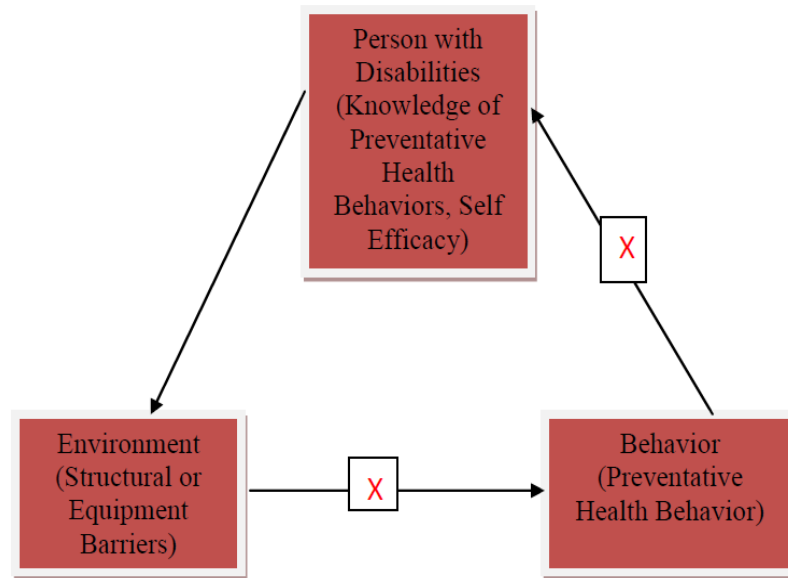 Person with
Disabilities
(Knowledge of
Preventative
Health
Behaviors, Self
Efficacy)
X
Environment
(Structural or
Equipment
Barriers)
X
Behavior
(Preventative
Health Behavior)